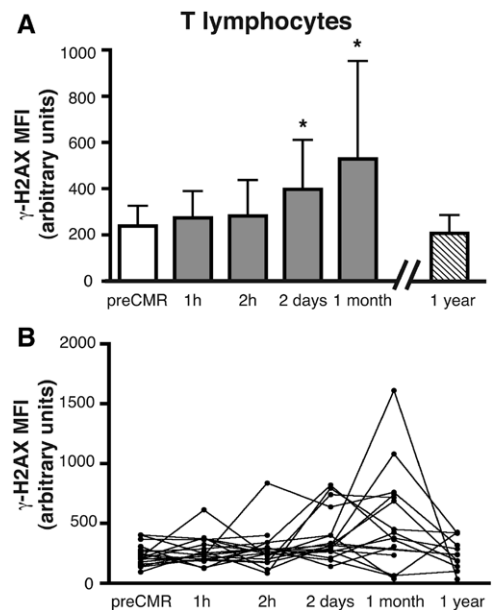 A
T lymphocytes
γ-H2AX MFI
(arbitrary units)
1000
800
600
400
200
0
*
*
preCMR 1h 2h 2 days 1 month 1 year
B
γ-H2AX MFI
(arbitrary units)
2000
1500
1000
500
0
preCMR 1h 2h 2 days 1 month 1 year